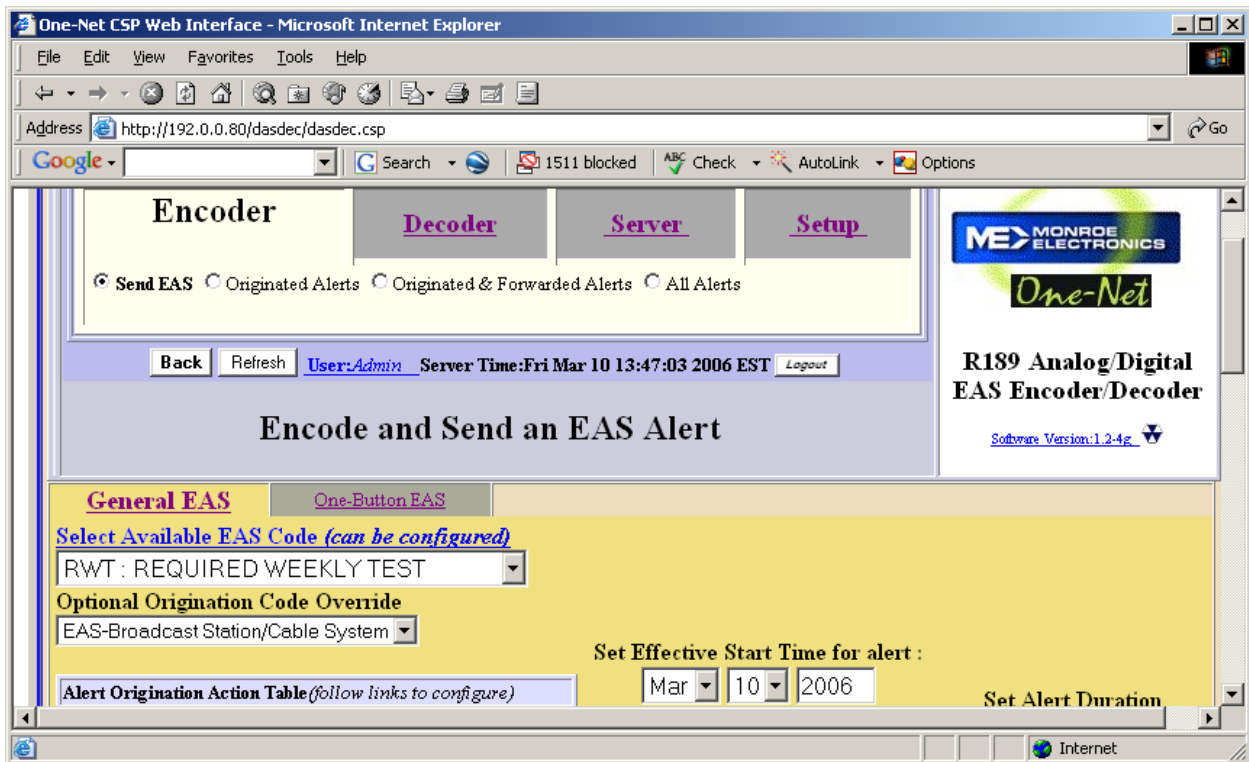 One-Net CSP Web Interface - Microsoft Internet Explorer
File Edit View Favorites Tools Help
Address http://192.0.0.80/dasdec/dasdec.csp Go
Google Search 1511 blocked ABC Check AutoLink Options
Encoder Decoder Server Setup
Send EAS Originated Alerts Originated & Forwarded Alerts All Alerts
Back Refresh User:Admin Server Time:Fri Mar 10 13:47:03 2006 EST Logout
Encode and Send an EAS Alert
ME MONROE ELECTRONICS
One-Net
R189 Analog/Digital
EAS Encoder/Decoder
Software Version:1.2-4g
General EAS One-Button EAS
Select Available EAS Code (can be configured)
RWT : REQUIRED WEEKLY TEST
Optional Origination Code Override
EAS-Broadcast Station/Cable System
Alert Origination Action Table(follow links to configure)
Set Effective Start Time for alert :
Mar 10 2006
Set Alert Duration
Internet